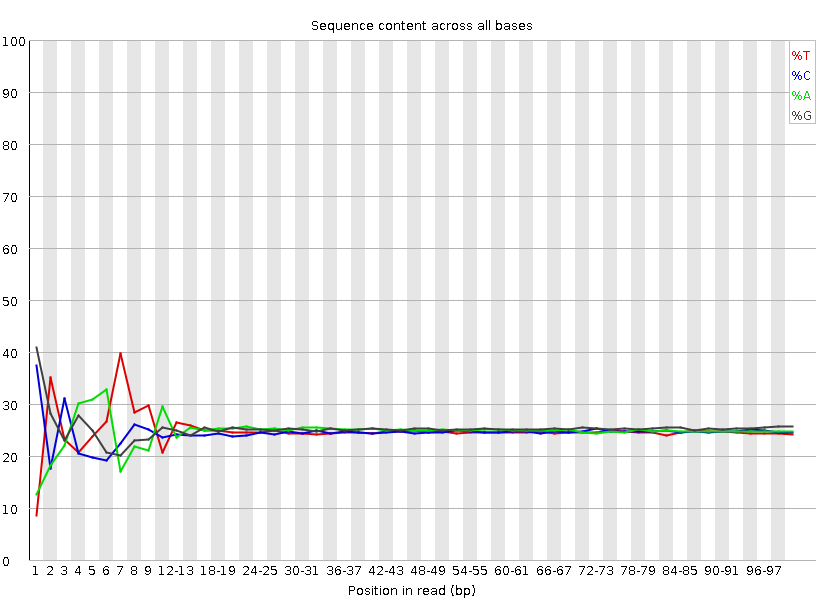 Sequence content across all bases
100
90
80
70
60
50
40
30
20
10
0
%T
%C
%A
%G
1 2 3 4 5 6 7 8 9 12-13 18-19 24-25 30-31 36-37 42-43 48-49 54-55 60-61 66-67 72-73 78-79 84-85 90-91 96-97
Position in read (bp)